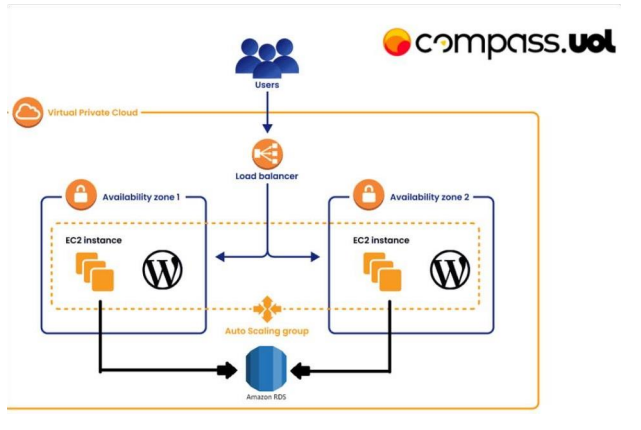 compass.uol
Users
Virtual Private Cloud
Load balancer
Availability zone 1
Availability zone 2
EC2 instance
EC2 instance
Auto Scaling group
Amazon RDS